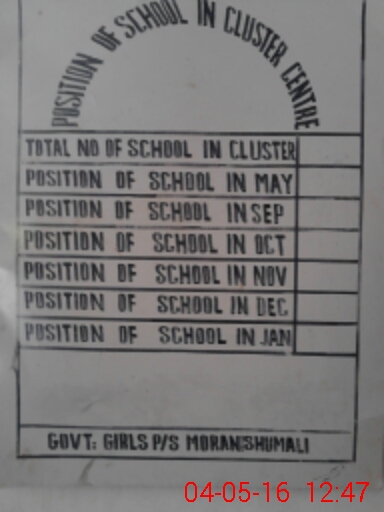 POSITION OF SCHOOL IN CLUSTER CENTRE
TOTAL NO OF SCHOOL IN CLUSTER
POSITION OF SCHOOL IN MAY
POSITION OF SCHOOL IN SEP
POSITION OF SCHOOL IN OCT
POSITION OF SCHOOL IN NOV
POSITION OF SCHOOL IN DEC
POSITION OF SCHOOL IN JAN
GOVT: GIRLS P/S MORAN SHUMALI
04-05-16 12:47